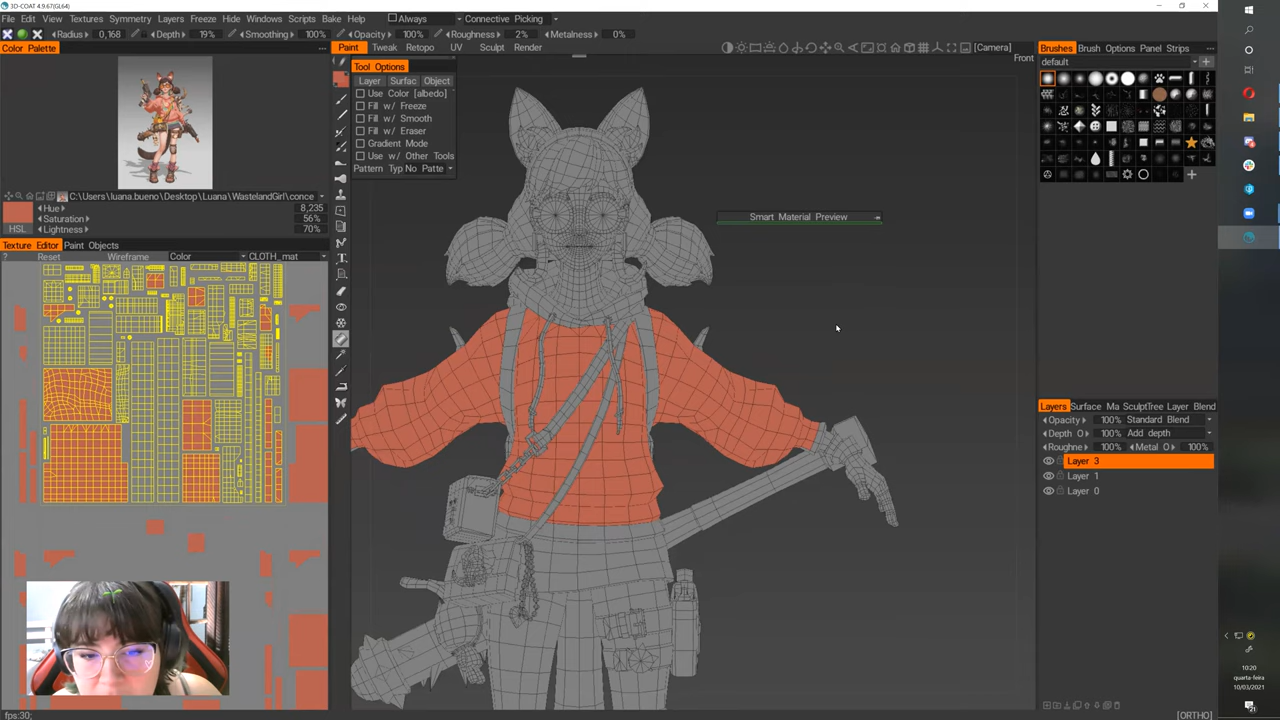 3D-COAT 4.9.67(GL64)
File Edit View Textures Symmetry Layers Freeze Hide Windows Scripts Bake Help Always Connective Picking
Radius 0,168 Depth 19% Smoothing 100% Opacity 100% Roughness 2% Metalness 0%
Color Palette
Paint Tweak Retopo UV Sculpt Render
[Camera]
Brushes Brush Options Panel Strips
Front
default
Tool Options
Layer Surfac Object
Use Color [albedo]
Fill w/ Freeze
Fill w/ Smooth
Fill w/ Eraser
Gradient Mode
Use w/ Other Tools
Pattern Typ No Patte
C:\Users\luana.bueno\Desktop\Luana\WastelandGirl\conce
Hue 8,235
Saturation 56%
HSL Lightness 70%
Texture Editor Paint Objects
? Reset Wireframe Color CLOTH_mat
Smart Material Preview
Layers Surface Ma SculptTree Layer Blend
Opacity 100% Standard Blend
Depth O 100% Add depth
Roughne 100% Metal O 100%
Layer 3
Layer 1
Layer 0
10:20
quarta-feira
10/03/2021
fps:30;
[ORTHO]